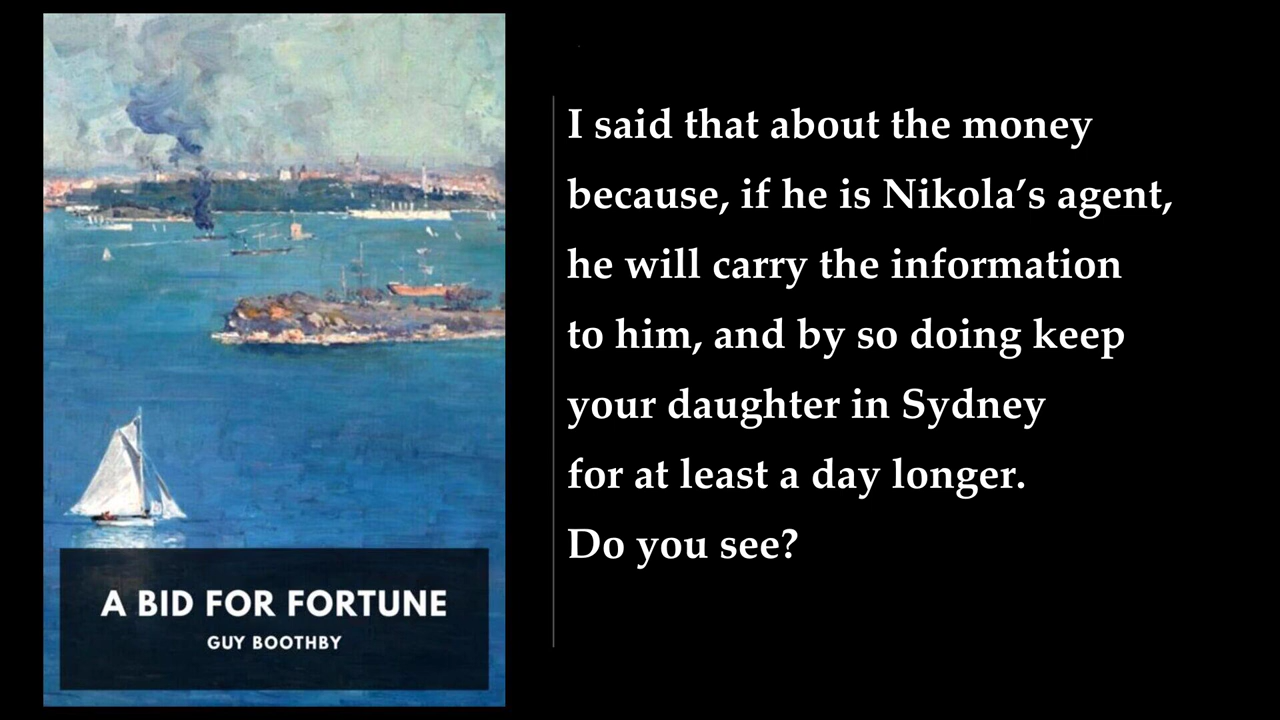 A BID FOR FORTUNE
GUY BOOTHBY
I said that about the money
because, if he is Nikola’s agent,
he will carry the information
to him, and by so doing keep
your daughter in Sydney
for at least a day longer.
Do you see?